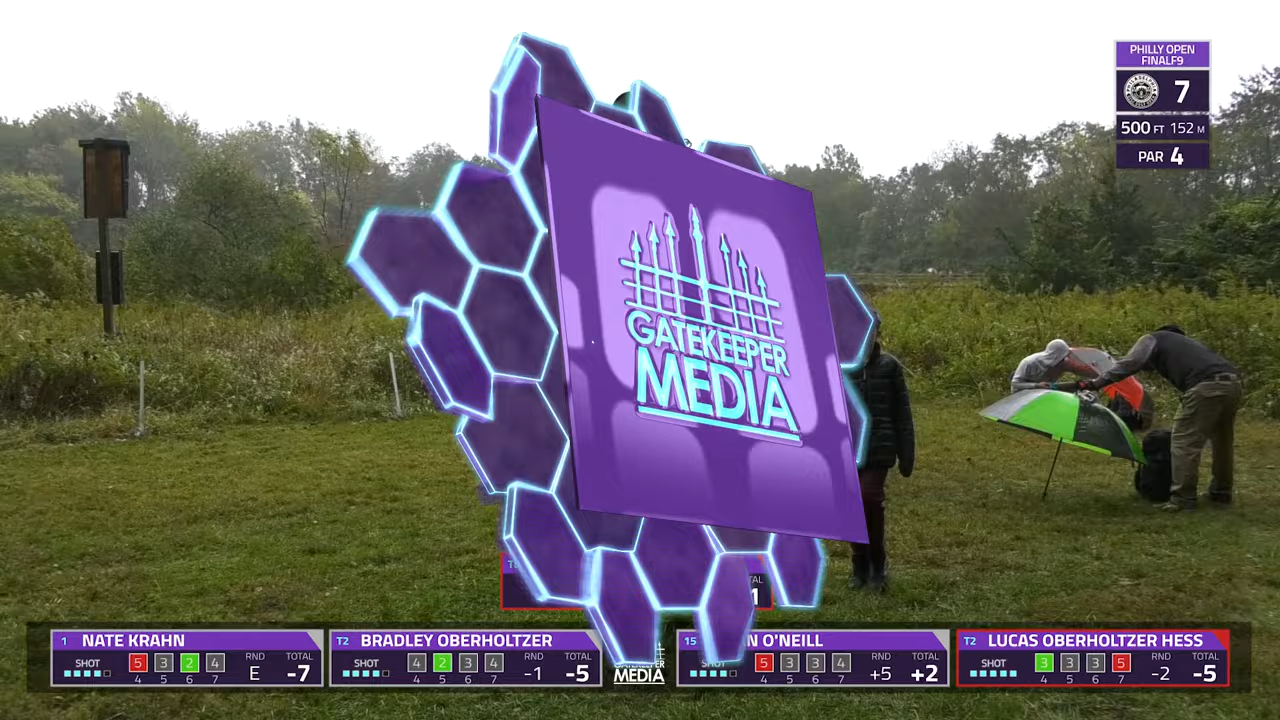 PHILLY OPEN
FINALF9
7
500 FT 152 M
PAR 4
GATEKEEPER
MEDIA
1 NATE KRAHN
SHOT 5 3 2 4 RND TOTAL
4 5 6 7 E -7
T2 BRADLEY OBERHOLTZER
SHOT 4 2 3 4 RND TOTAL
4 5 6 7 -1 -5
GATEKEEPER
MEDIA
15 N O'NEILL
SHOT 5 3 3 4 RND TOTAL
4 5 6 7 +5 +2
T2 LUCAS OBERHOLTZER HESS
SHOT 3 3 3 5 RND TOTAL
4 5 6 7 -2 -5